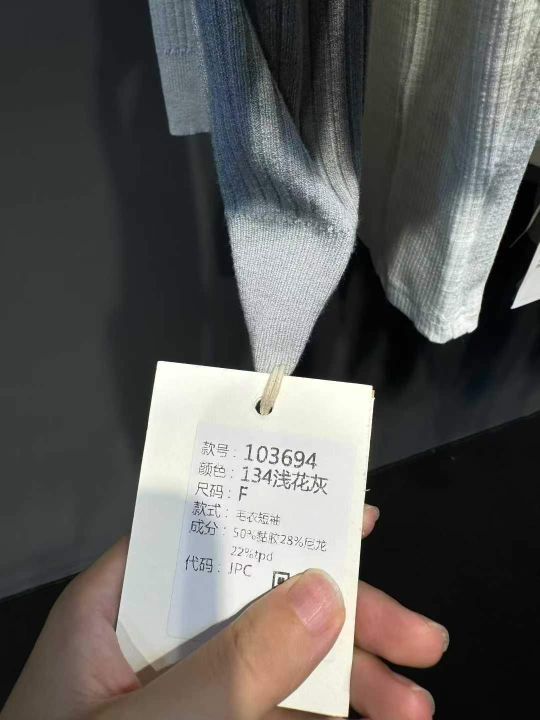 款号：103694
颜色：134浅花灰
尺码：F
款式：毛衣短袖
成分：50%黏胶28%尼龙
22%tpd
代码：JPC